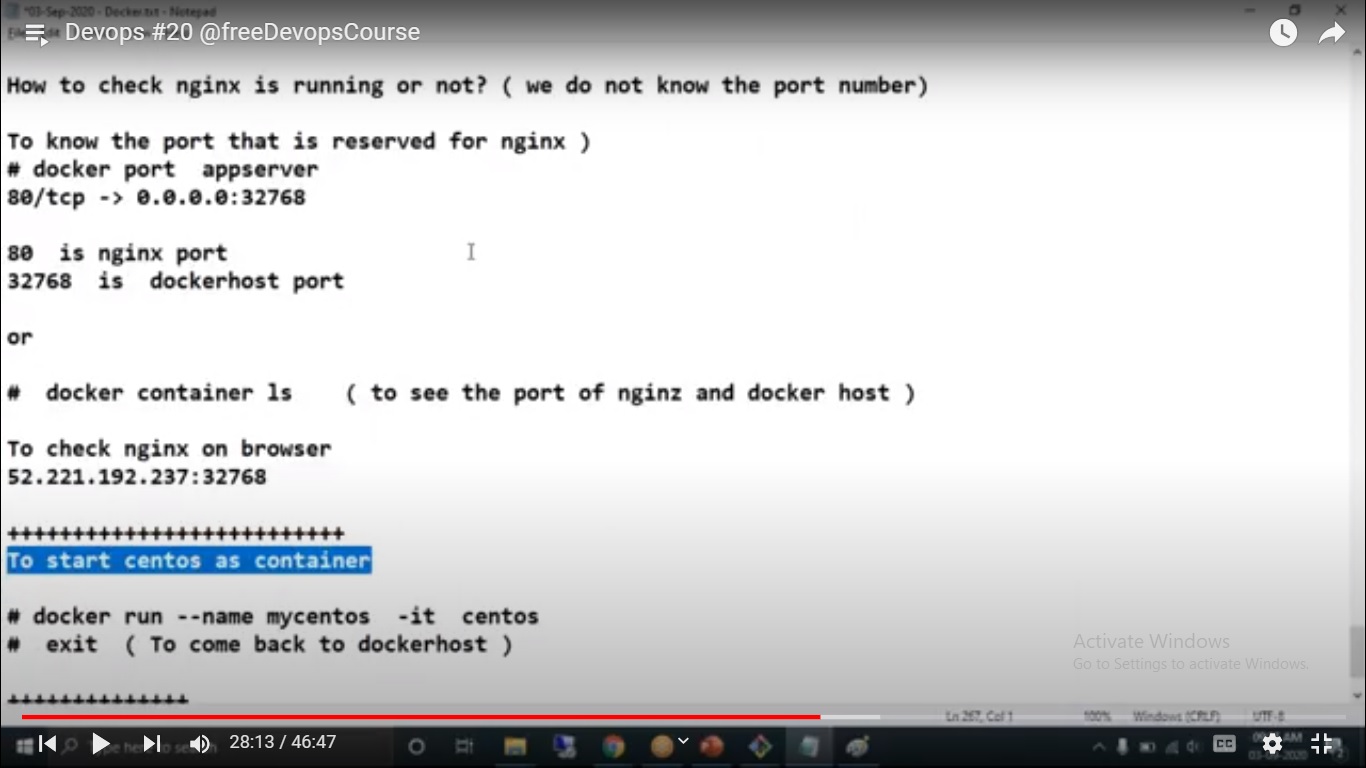 *03-Sep-2020 - Docker.txt - Notepad
Devops #20 @freeDevopsCourse
How to check nginx is running or not? ( we do not know the port number)
To know the port that is reserved for nginx )
# docker port  appserver
80/tcp -> 0.0.0.0:32768
80  is nginx port
32768  is  dockerhost port
or
#  docker container ls    ( to see the port of nginz and docker host )
To check nginx on browser
52.221.192.237:32768
++++++++++++++++++++++++++
To start centos as container
# docker run --name mycentos  -it  centos
#  exit  ( To come back to dockerhost )
++++++++++++++
Activate Windows
Go to Settings to activate Windows.
Ln 267, Col 1 100% Windows (CRLF) UTF-8
28:13 / 46:47
CC
03-09-2020